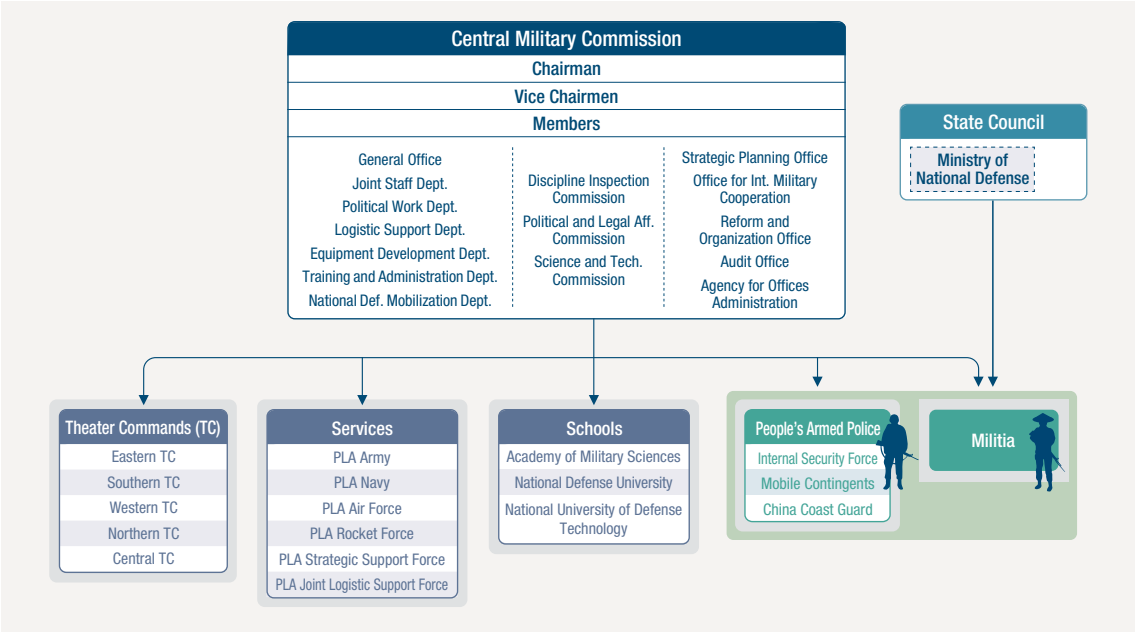 Central Military Commission
Chairman
Vice Chairmen
Members
General Office
Joint Staff Dept.
Political Work Dept.
Logistic Support Dept.
Equipment Development Dept.
Training and Administration Dept.
National Def. Mobilization Dept.
Discipline Inspection
Commission
Political and Legal Aff.
Commission
Science and Tech.
Commission
Strategic Planning Office
Office for Int. Military
Cooperation
Reform and
Organization Office
Audit Office
Agency for Offices
Administration
State Council
Ministry of
National Defense
Theater Commands (TC)
Eastern TC
Southern TC
Western TC
Northern TC
Central TC
Services
PLA Army
PLA Navy
PLA Air Force
PLA Rocket Force
PLA Strategic Support Force
PLA Joint Logistic Support Force
Schools
Academy of Military Sciences
National Defense University
National University of Defense
Technology
People's Armed Police
Internal Security Force
Mobile Contingents
China Coast Guard
Militia